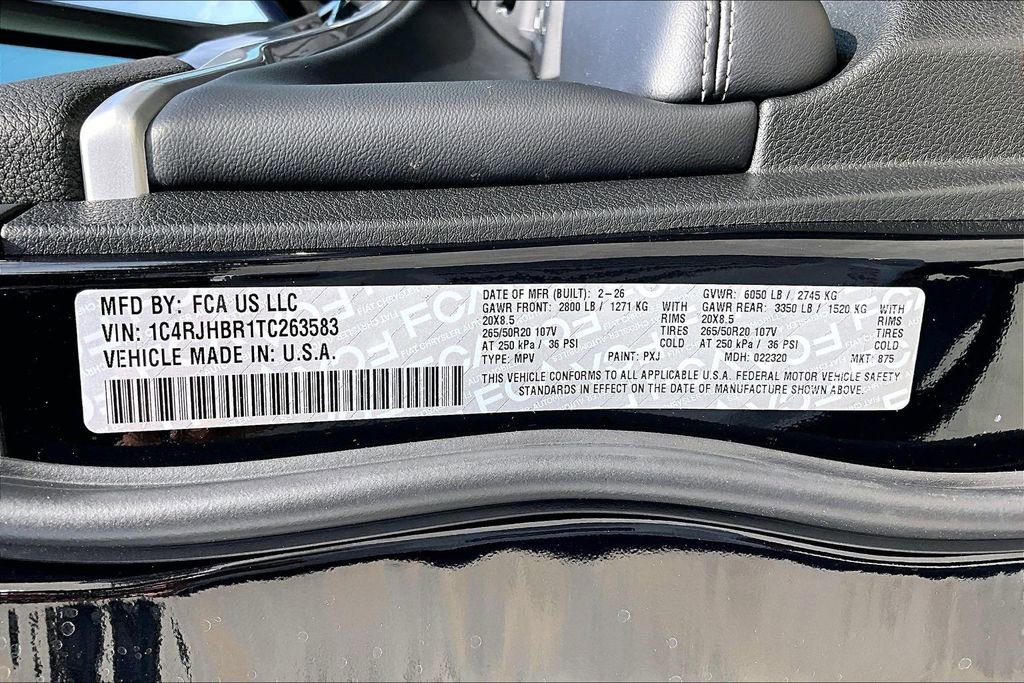 MFD BY: FCA US LLC
VIN: 1C4RJHBR1TC263583
VEHICLE MADE IN: U.S.A.
DATE OF MFR (BUILT): 2-26 GVWR: 6050 LB / 2745 KG
GAWR FRONT: 2800 LB / 1271 KG WITH GAWR REAR: 3350 LB / 1520 KG WITH
20X8.5 RIMS 20X8.5 RIMS
265/50R20 107V TIRES 265/50R20 107V TIRES
AT 250 kPa / 36 PSI COLD AT 250 kPa / 36 PSI COLD
TYPE: MPV PAINT: PXJ MDH: 022320 MKT: 875
THIS VEHICLE CONFORMS TO ALL APPLICABLE U.S.A. FEDERAL MOTOR VEHICLE SAFETY
STANDARDS IN EFFECT ON THE DATE OF MANUFACTURE SHOWN ABOVE.